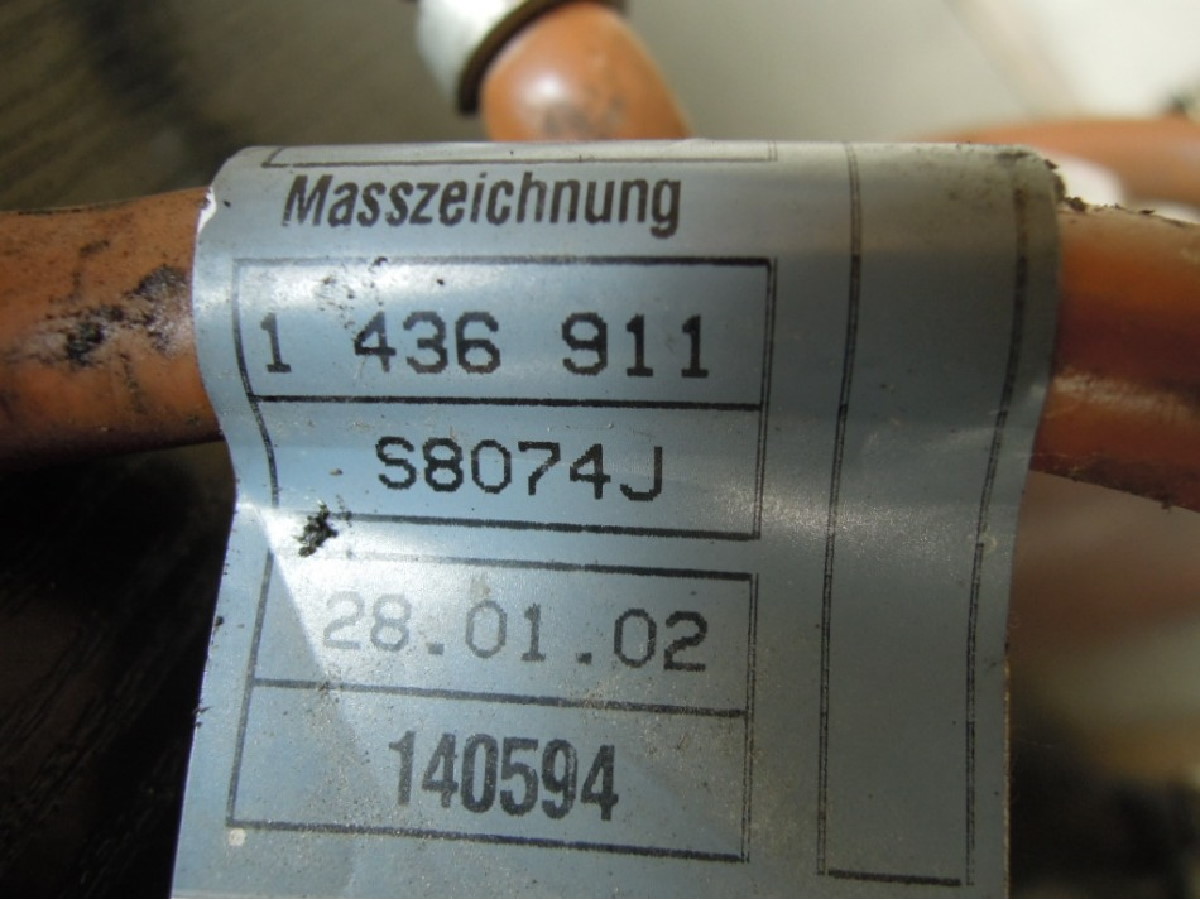 Masszeichnung
1 436 911
S8074J
28.01.02
140594